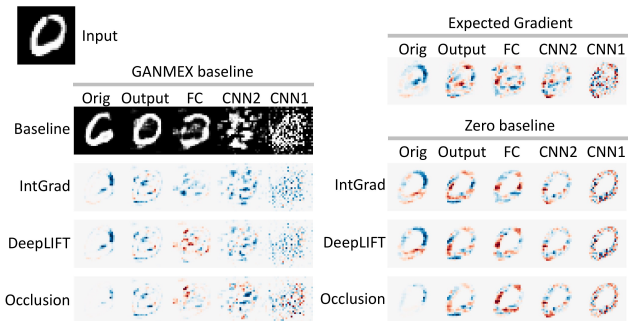 Input
GANMEX baseline
Orig Output FC CNN2 CNN1
Baseline
IntGrad
DeepLIFT
Occlusion
Expected Gradient
Orig Output FC CNN2 CNN1
Zero baseline
Orig Output FC CNN2 CNN1
IntGrad
DeepLIFT
Occlusion